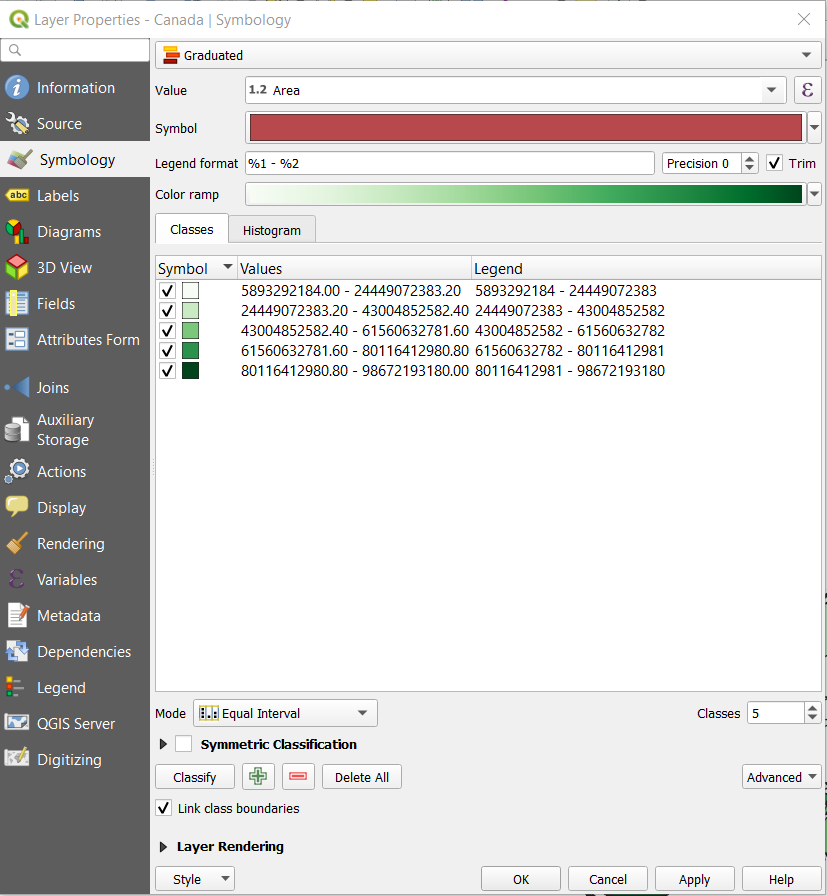 Layer Properties - Canada | Symbology
Information
Source
Symbology
Labels
Diagrams
3D View
Fields
Attributes Form
Joins
Auxiliary
Storage
Actions
Display
Rendering
Variables
Metadata
Dependencies
Legend
QGIS Server
Digitizing
Graduated
Value 1.2 Area ε
Symbol
Legend format %1 - %2 Precision 0 Trim
Color ramp
Classes Histogram
Symbol Values Legend
5893292184.00 - 24449072383.20 5893292184 - 24449072383
24449072383.20 - 43004852582.40 24449072383 - 43004852582
43004852582.40 - 61560632781.60 43004852582 - 61560632782
61560632781.60 - 80116412980.80 61560632782 - 80116412981
80116412980.80 - 98672193180.00 80116412981 - 98672193180
Mode Equal Interval Classes 5
Symmetric Classification
Classify Delete All Advanced
Link class boundaries
Layer Rendering
Style OK Cancel Apply Help